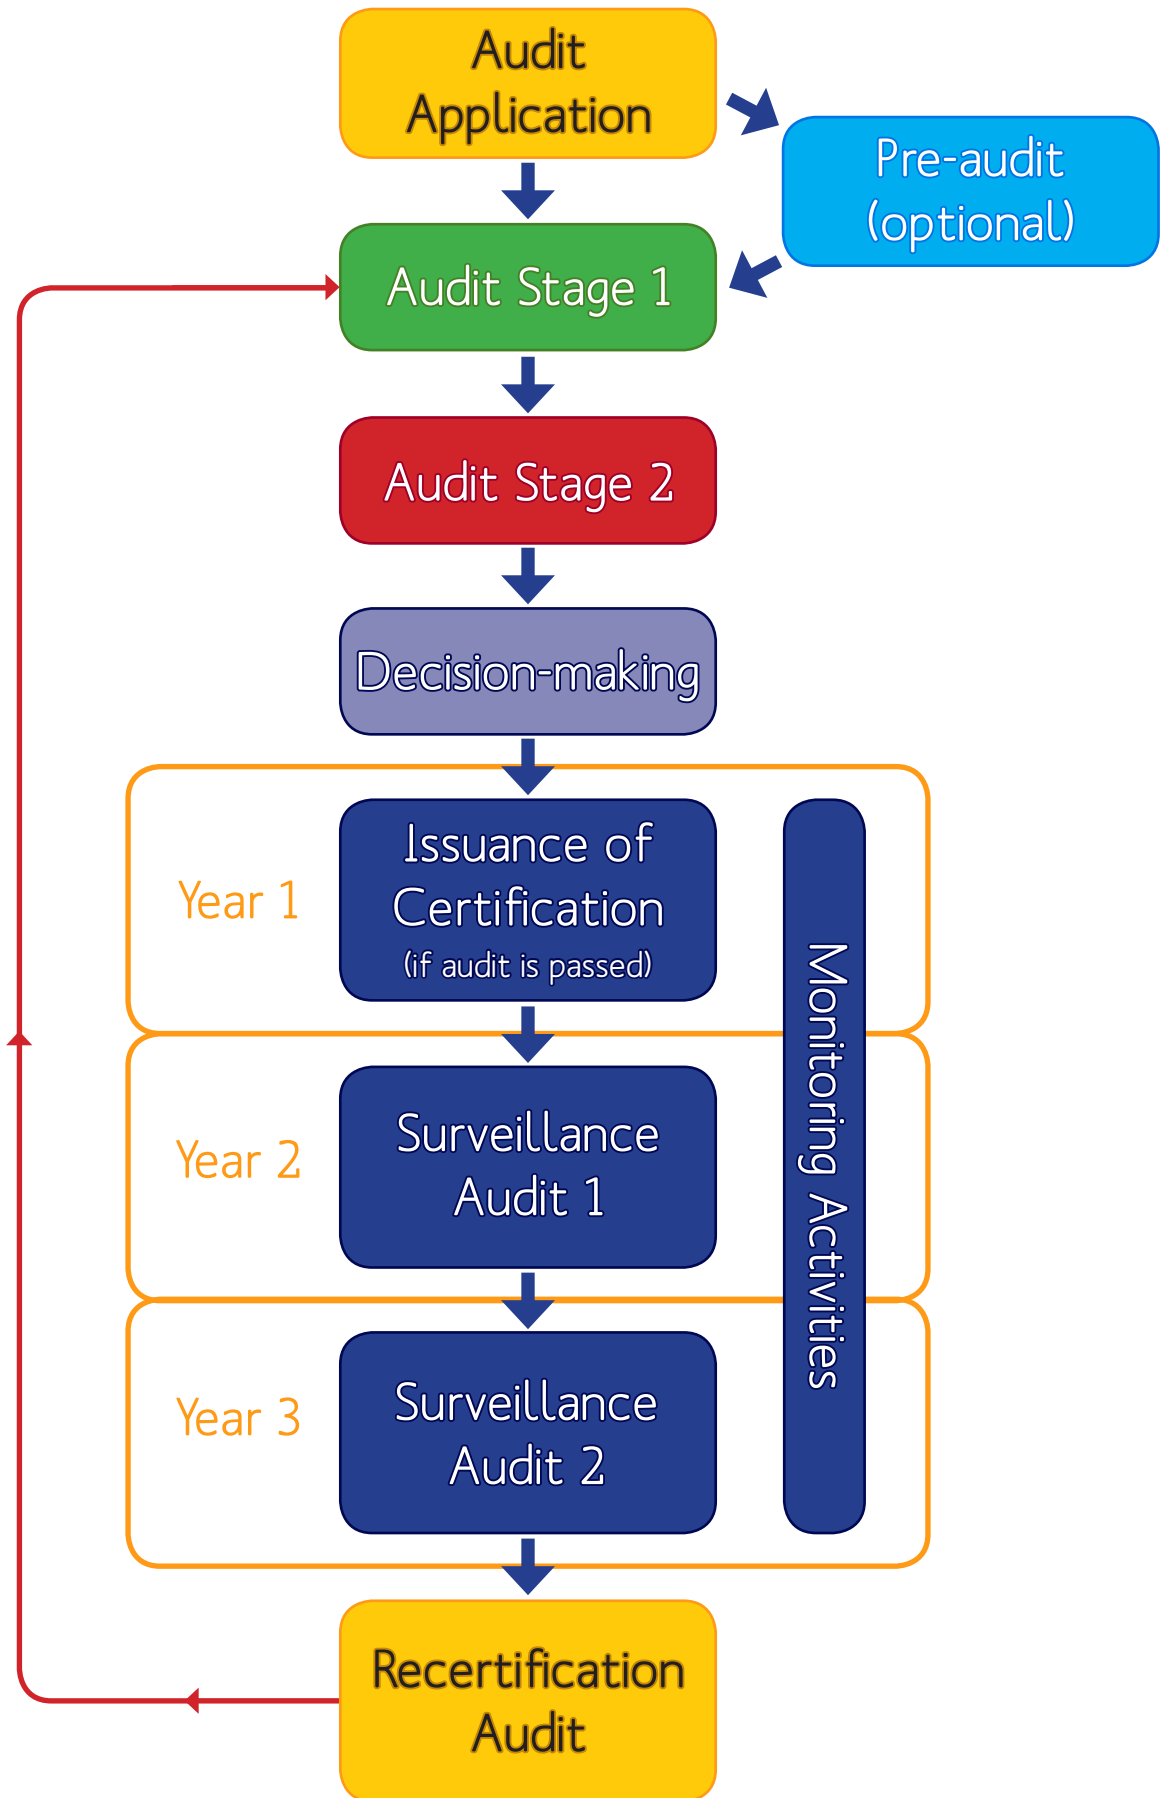 Audit
Application
Pre-audit
(optional)
Audit Stage 1
Audit Stage 2
Decision-making
Year 1
Issuance of
Certification
(if audit is passed)
Monitoring Activities
Year 2
Surveillance
Audit 1
Year 3
Surveillance
Audit 2
Recertification
Audit